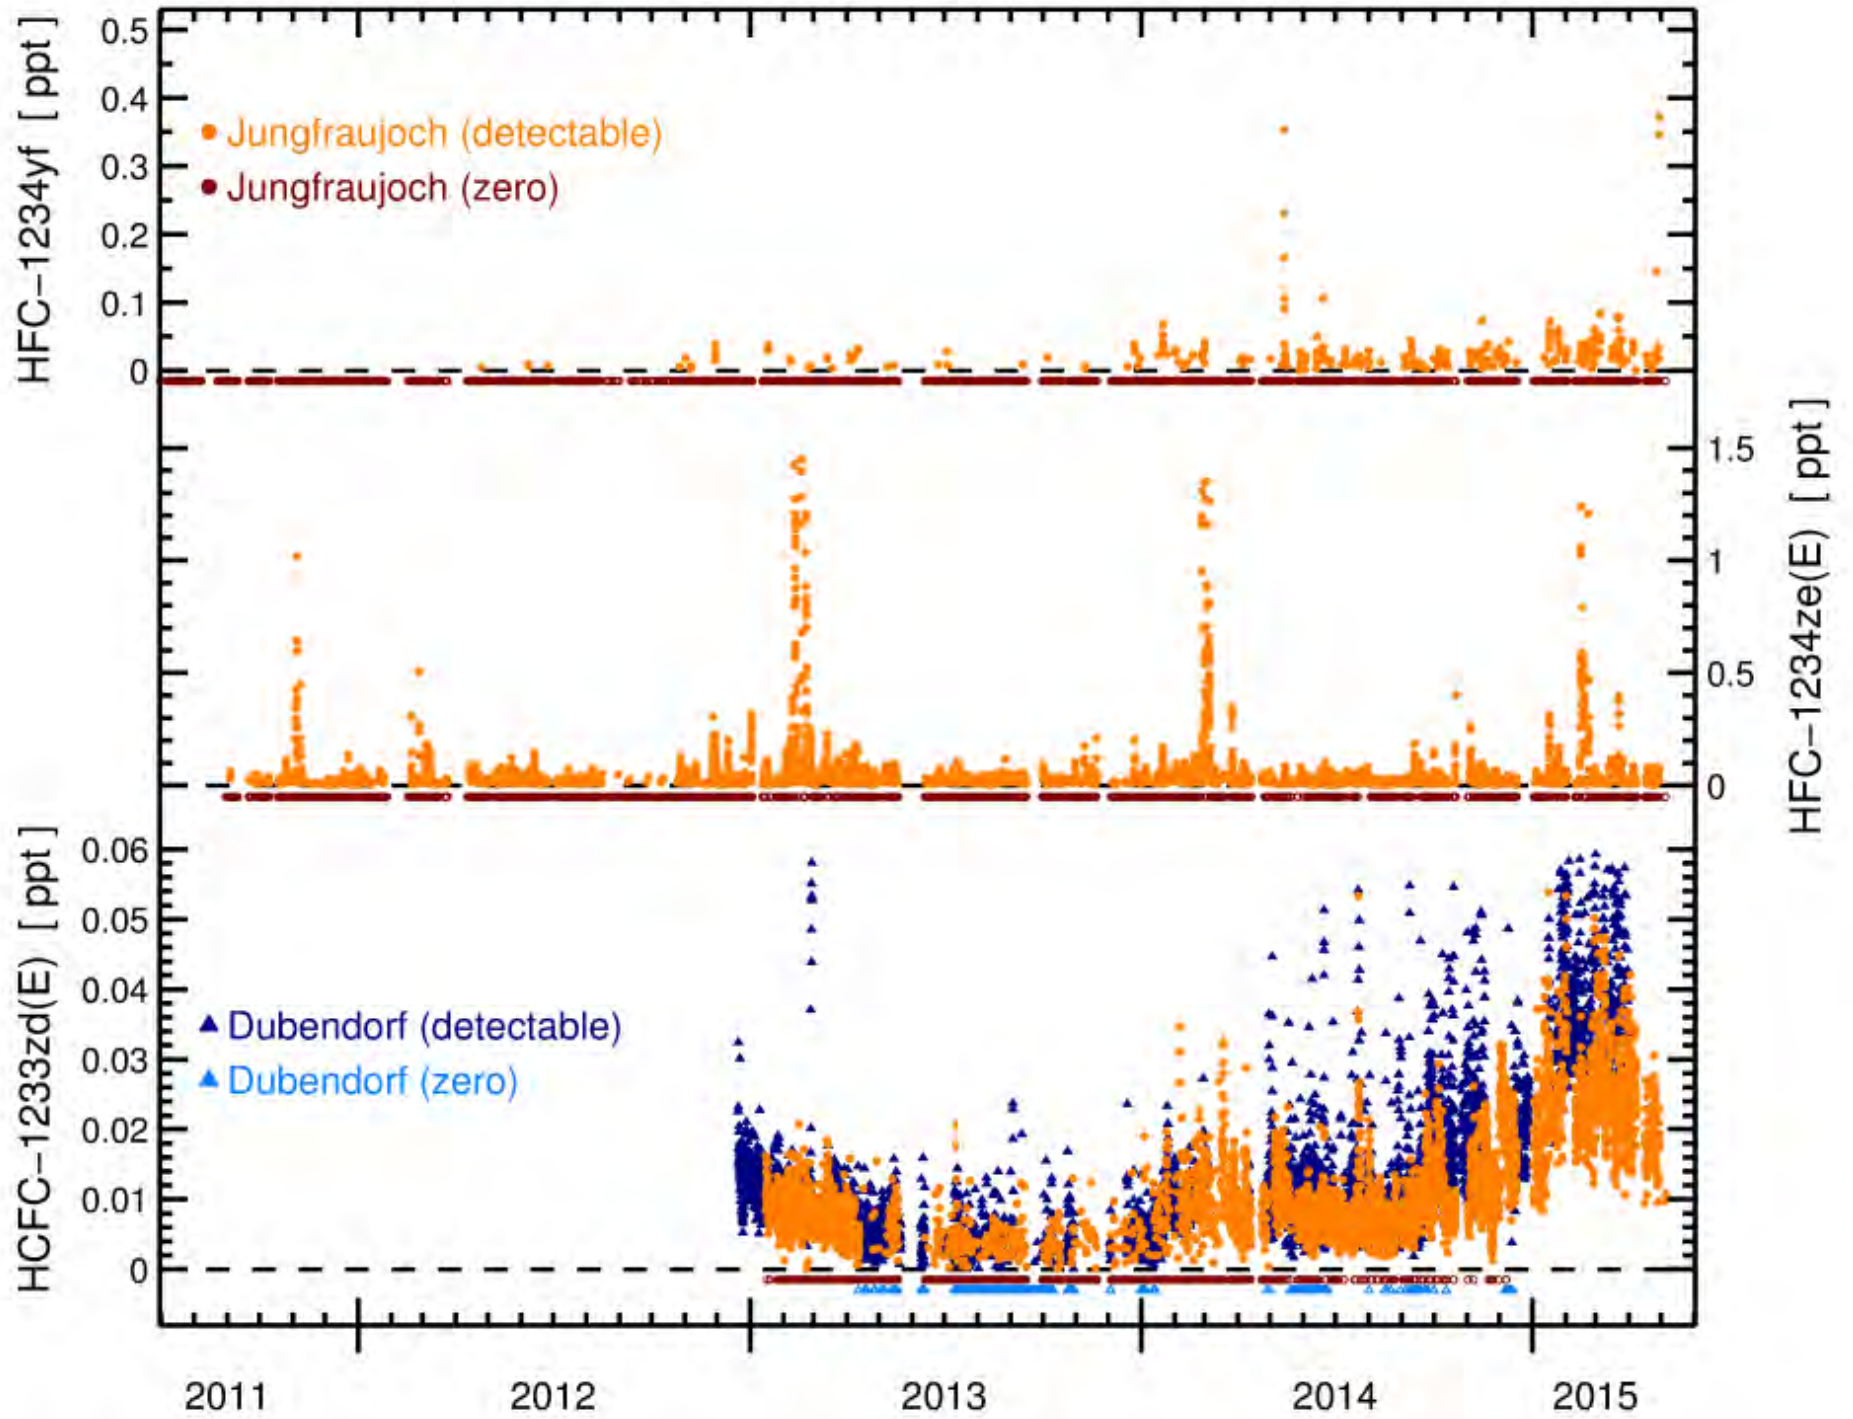 HFC−1234yf [ ppt ]
0.5
0.4
0.3
0.2
0.1
0
Jungfraujoch (detectable)
Jungfraujoch (zero)
HFC−1234ze(E) [ ppt ]
1.5
1
0.5
0
HCFC−1233zd(E) [ ppt ]
0.06
0.05
0.04
0.03
0.02
0.01
0
Dubendorf (detectable)
Dubendorf (zero)
2011 2012 2013 2014 2015